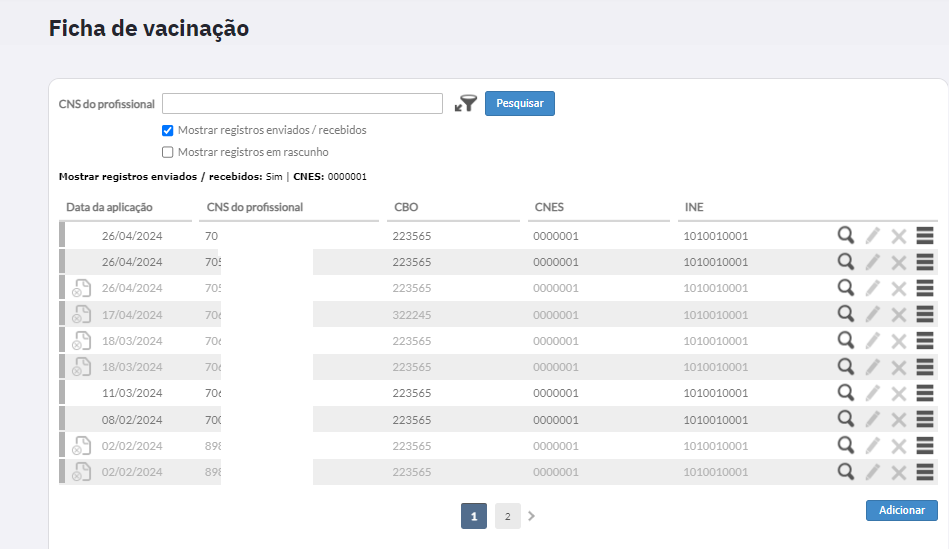 Ficha de vacinação
CNS do profissional Pesquisar
Mostrar registros enviados / recebidos
Mostrar registros em rascunho
Mostrar registros enviados / recebidos: Sim | CNES: 0000001
Data da aplicação CNS do profissional CBO CNES INE
26/04/2024 70 223565 0000001 1010010001
26/04/2024 705 223565 0000001 1010010001
26/04/2024 705 223565 0000001 1010010001
17/04/2024 706 322245 0000001 1010010001
18/03/2024 706 223565 0000001 1010010001
18/03/2024 706 223565 0000001 1010010001
11/03/2024 706 223565 0000001 1010010001
08/02/2024 700 223565 0000001 1010010001
02/02/2024 898 223565 0000001 1010010001
02/02/2024 898 223565 0000001 1010010001
1 2 Adicionar